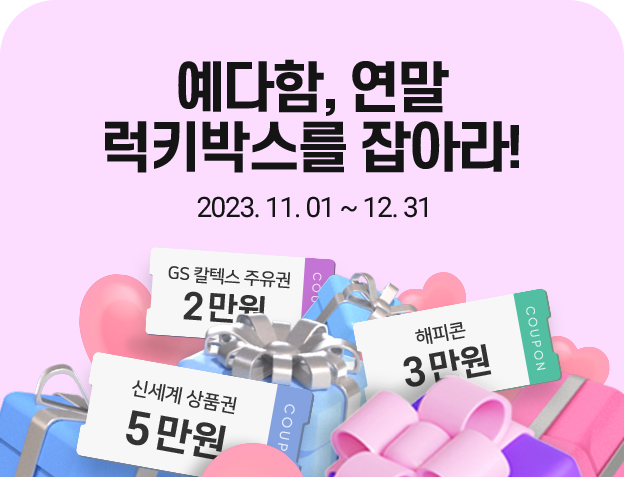 예다함, 연말
럭키박스를 잡아라!
2023. 11. 01 ~ 12. 31
GS 칼텍스 주유권
2만원
해피콘
3만원
COUPON
신세계 상품권
5만원